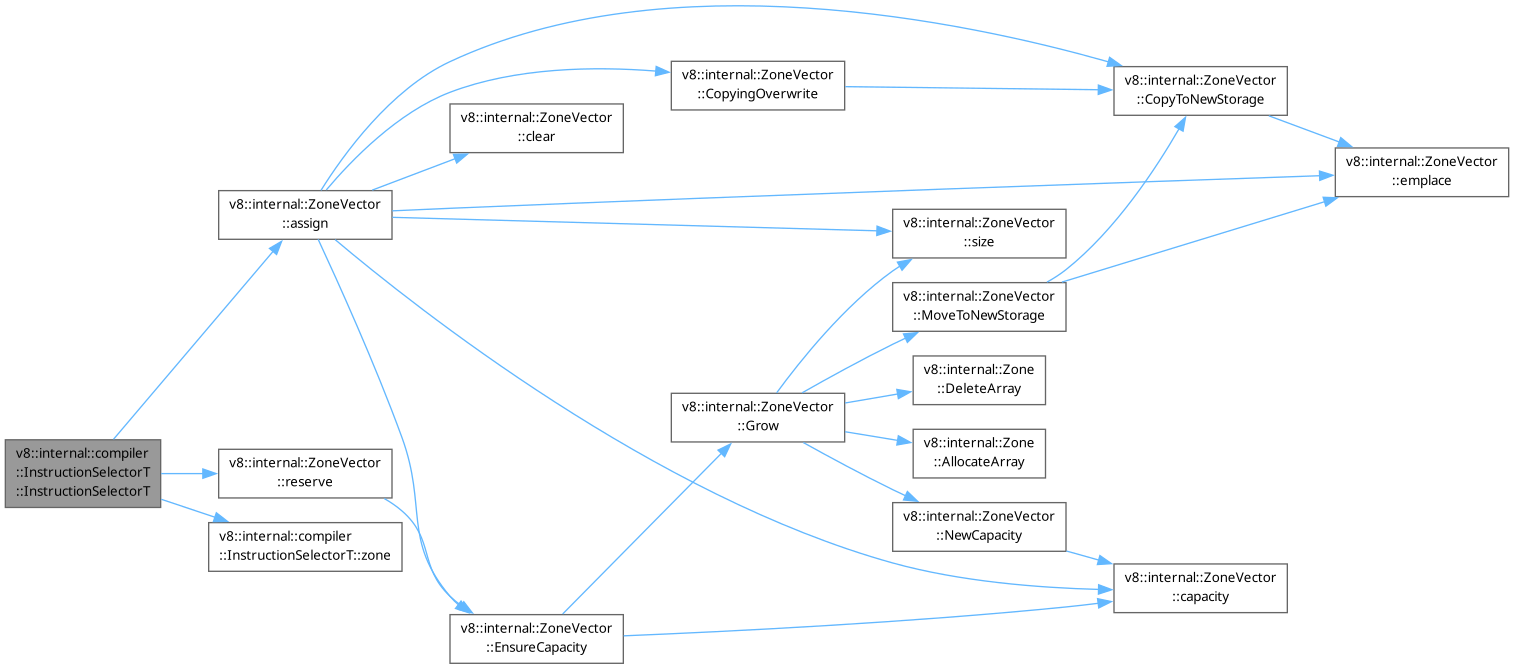 v8::internal::ZoneVector
::CopyingOverwrite
v8::internal::ZoneVector
::CopyToNewStorage
v8::internal::ZoneVector
::clear
v8::internal::ZoneVector
::emplace
v8::internal::ZoneVector
::assign
v8::internal::ZoneVector
::size
v8::internal::ZoneVector
::MoveToNewStorage
v8::internal::Zone
::DeleteArray
v8::internal::ZoneVector
::Grow
v8::internal::Zone
::AllocateArray
v8::internal::compiler
::InstructionSelectorT
::InstructionSelectorT
v8::internal::ZoneVector
::reserve
v8::internal::ZoneVector
::NewCapacity
v8::internal::compiler
::InstructionSelectorT::zone
v8::internal::ZoneVector
::capacity
v8::internal::ZoneVector
::EnsureCapacity